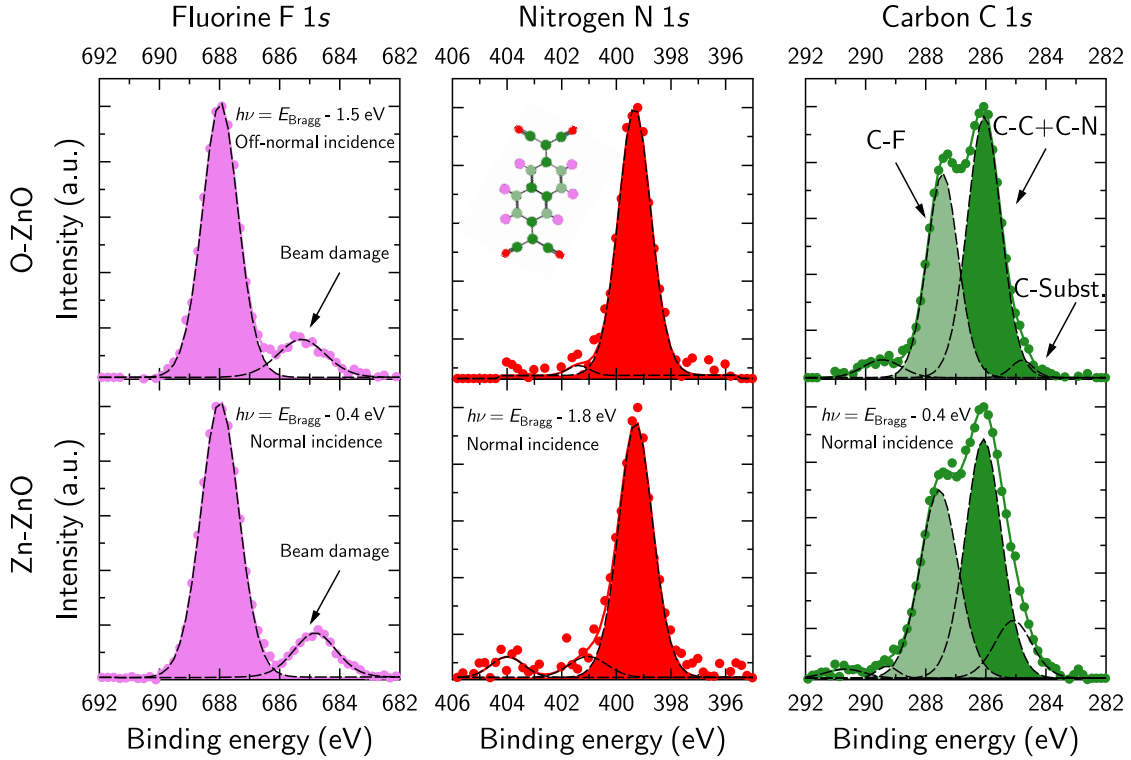 Fluorine F 1s
Nitrogen N 1s
Carbon C 1s
692 690 688 686 684 682
406 404 402 400 398 396
292 290 288 286 284 282
O-ZnO
Intensity (a.u.)
hν = E_Bragg - 1.5 eV
Off-normal incidence
Beam damage
C-F
C-C+C-N
C-Subst.
Zn-ZnO
Intensity (a.u.)
hν = E_Bragg - 0.4 eV
Normal incidence
Beam damage
hν = E_Bragg - 1.8 eV
Normal incidence
hν = E_Bragg - 0.4 eV
Normal incidence
692 690 688 686 684 682
406 404 402 400 398 396
292 290 288 286 284 282
Binding energy (eV)
Binding energy (eV)
Binding energy (eV)